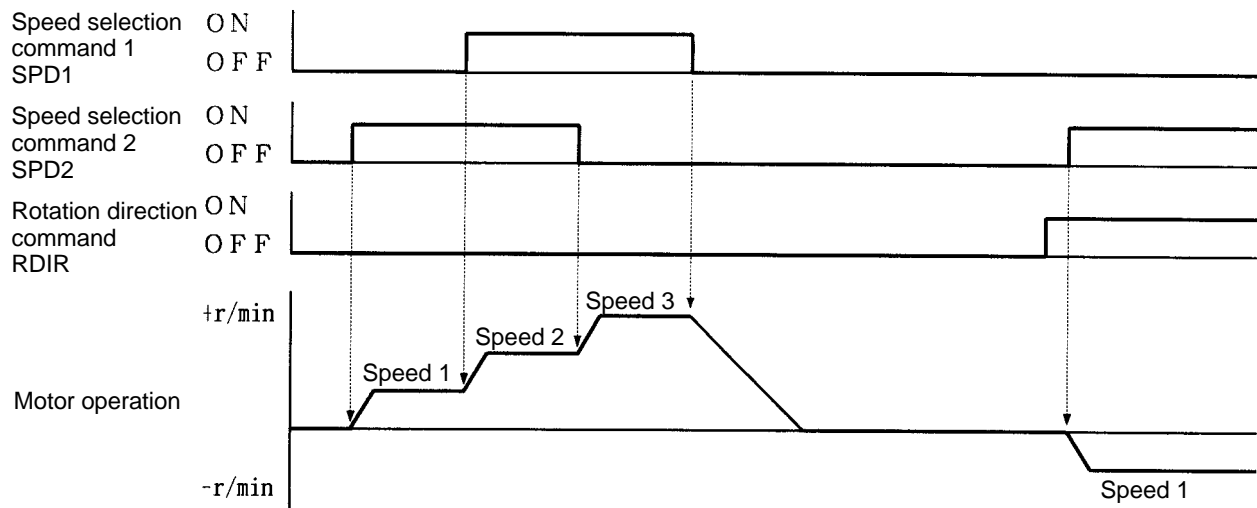 Speed selection
command 1
SPD1
ON
OFF
Speed selection
command 2
SPD2
ON
OFF
Rotation direction
command
RDIR
ON
OFF
Motor operation
+r/min
-r/min
Speed 1
Speed 2
Speed 3
Speed 1